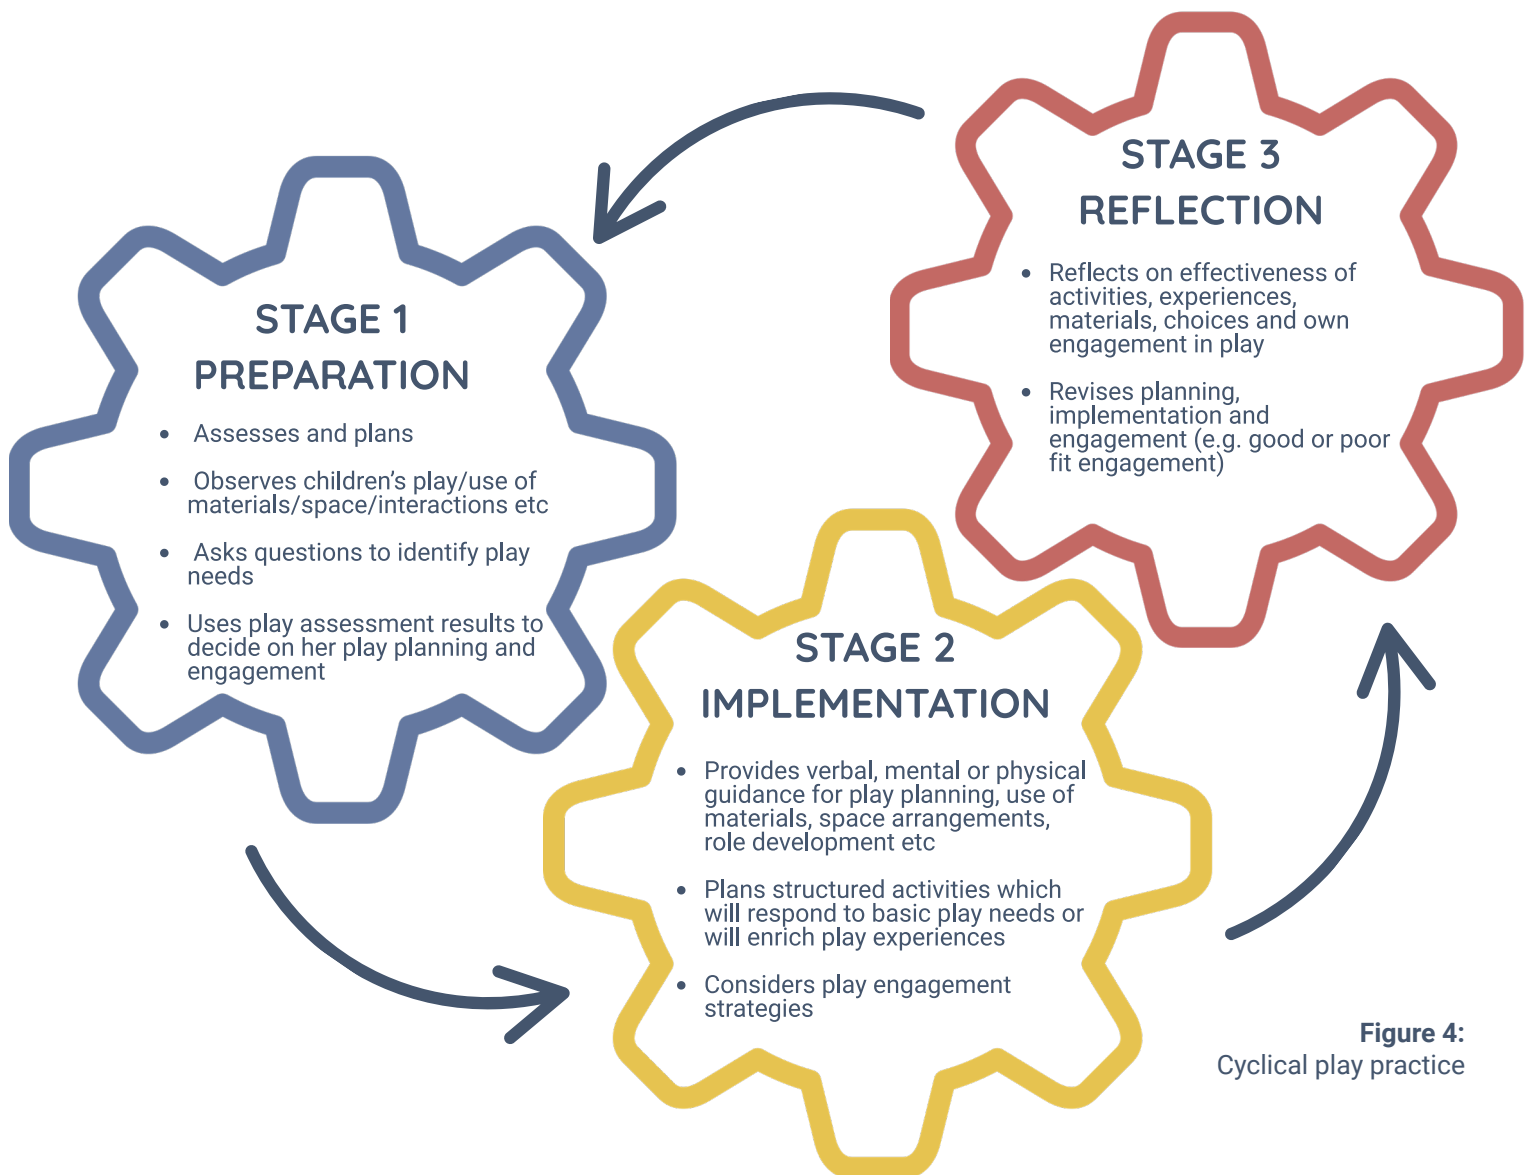 STAGE 1
PREPARATION
• Assesses and plans
• Observes children’s play/use of
materials/space/interactions etc
• Asks questions to identify play
needs
• Uses play assessment results to
decide on her play planning and
engagement
STAGE 2
IMPLEMENTATION
• Provides verbal, mental or physical
guidance for play planning, use of
materials, space arrangements,
role development etc
• Plans structured activities which
will respond to basic play needs or
will enrich play experiences
• Considers play engagement
strategies
STAGE 3
REFLECTION
• Reflects on effectiveness of
activities, experiences,
materials, choices and own
engagement in play
• Revises planning,
implementation and
engagement (e.g. good or poor
fit engagement)
Figure 4:
Cyclical play practice